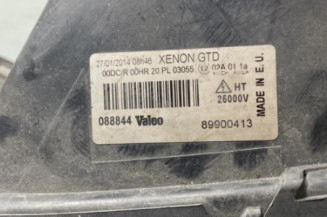 27/01/2014 08h46 XENON GTD
00DC/R 00HR 20 PL 03055 02A 01 1a
HT
25000V
MADE IN E.U.
088844 Valeo 89900413